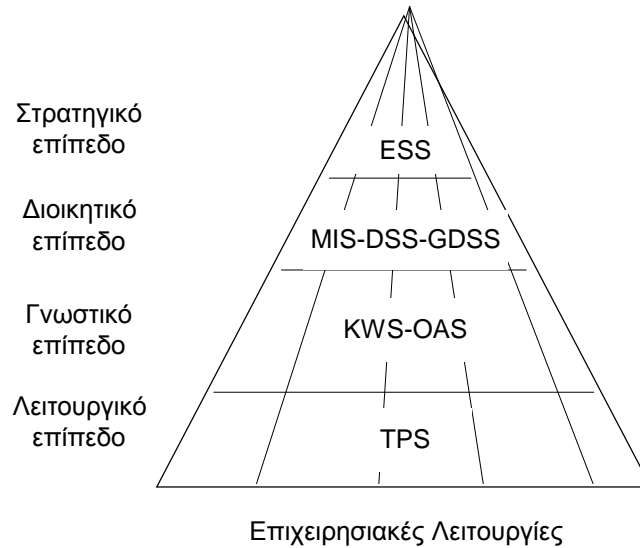 Στρατηγικό
επίπεδο
ESS
Διοικητικό
επίπεδο
MIS-DSS-GDSS
Γνωστικό
επίπεδο
KWS-OAS
Λειτουργικό
επίπεδο
TPS
Επιχειρησιακές Λειτουργίες